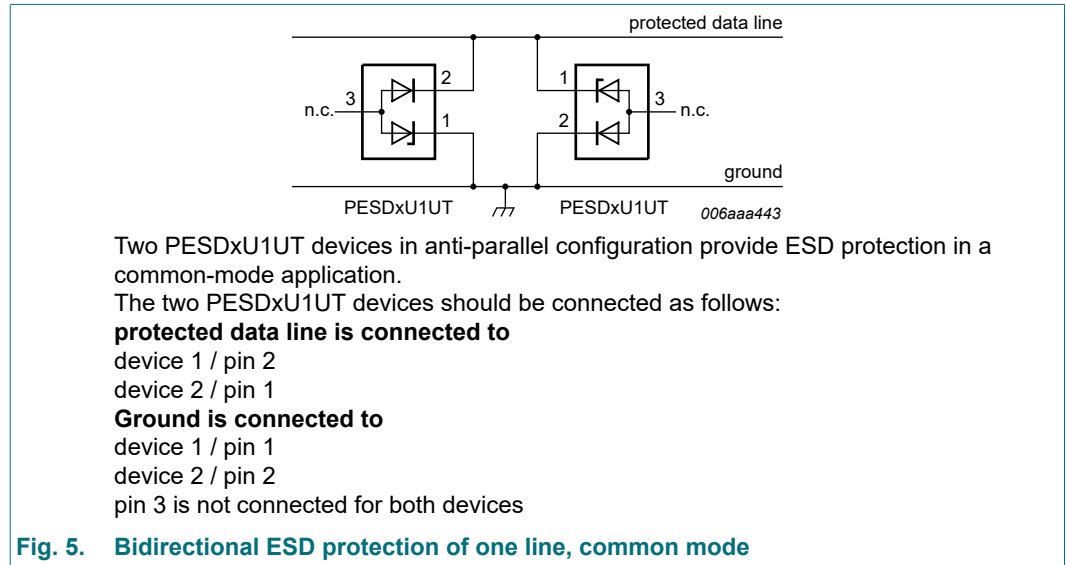 protected data line
2
1
3
n.c.
1
2
3
n.c.
ground
PESDxU1UT
PESDxU1UT
006aaa443
Two PESDxU1UT devices in anti-parallel configuration provide ESD protection in a
common-mode application.
The two PESDxU1UT devices should be connected as follows:
protected data line is connected to
device 1 / pin 2
device 2 / pin 1
Ground is connected to
device 1 / pin 1
device 2 / pin 2
pin 3 is not connected for both devices
Fig. 5. Bidirectional ESD protection of one line, common mode